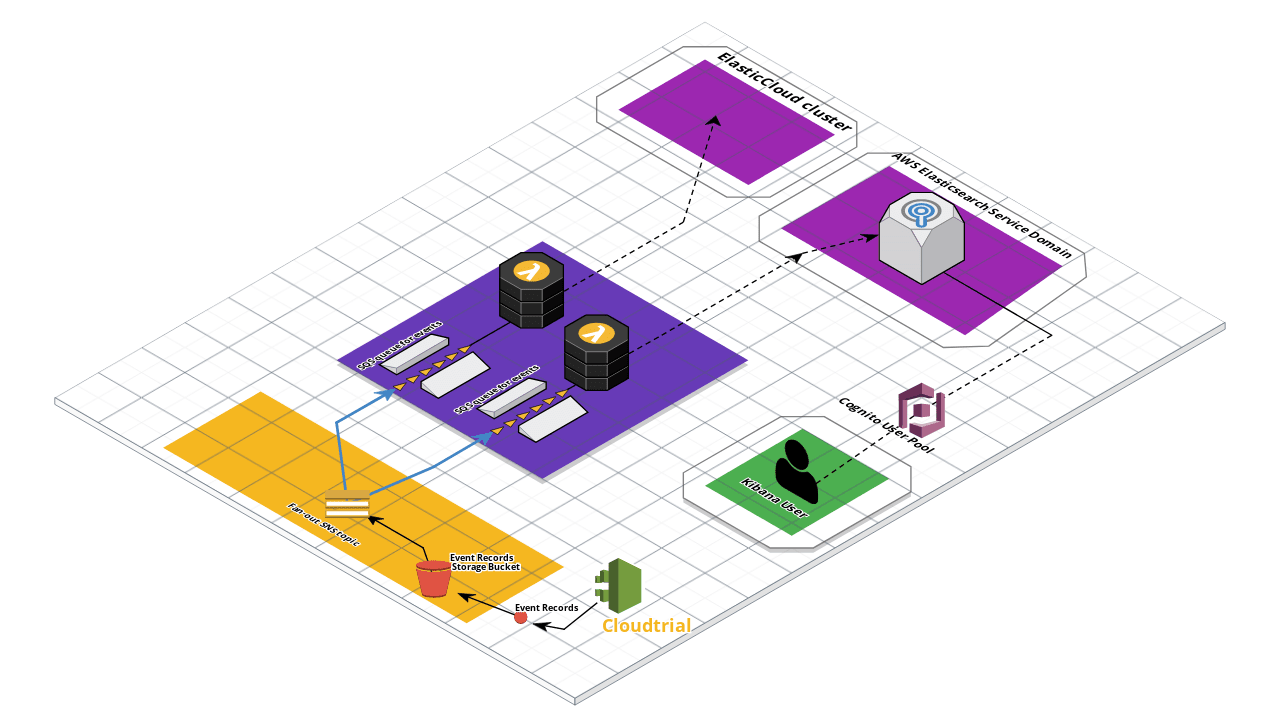 ElasticCloud cluster
AWS Elasticsearch Service Domain
SQS queue for events
SQS queue for events
Cognito User Pool
Kibana User
Fan-out SNS topic
Event Records
Storage Bucket
Event Records
Cloudtrial